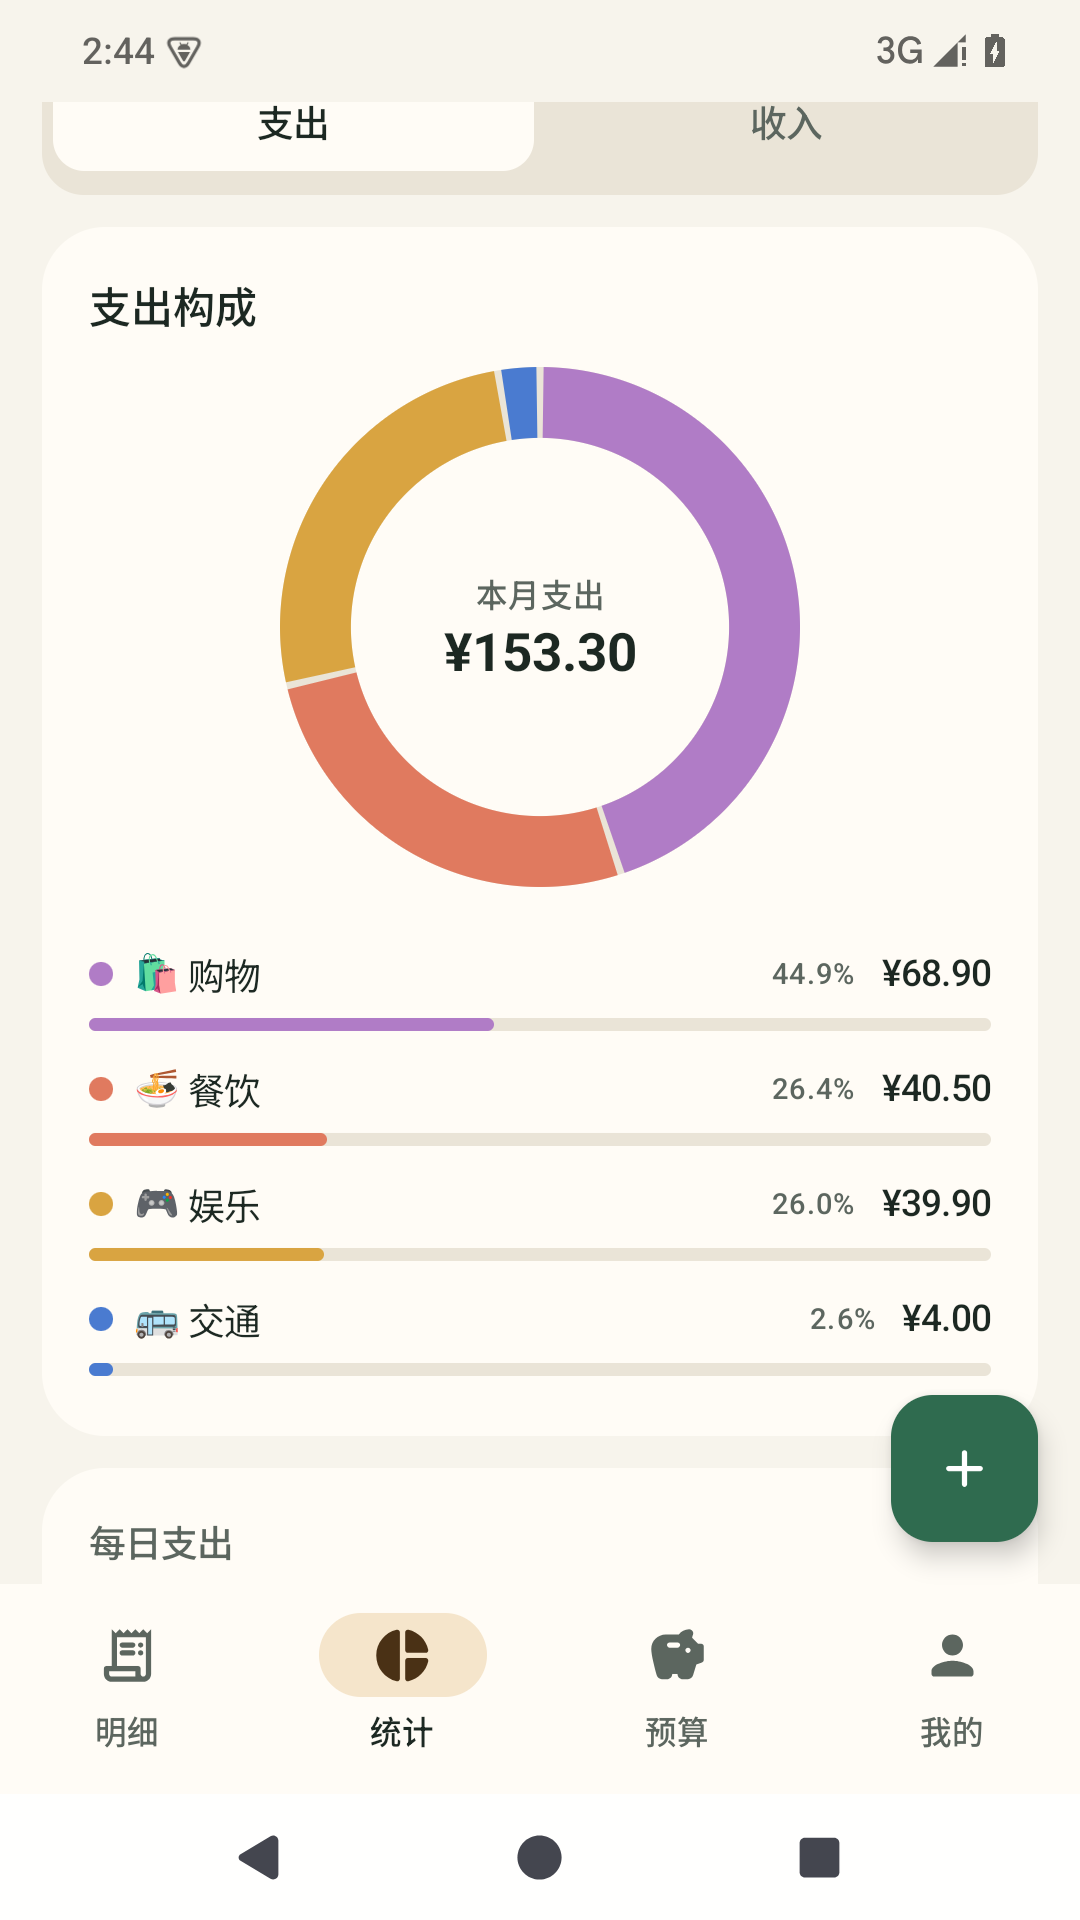 2:44
3G
支出
收入
支出构成
本月支出
¥153.30
购物 44.9% ¥68.90
餐饮 26.4% ¥40.50
娱乐 26.0% ¥39.90
交通 2.6% ¥4.00
每日支出
明细
统计
预算
我的